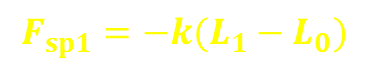 F_sp1 = −k(L_1 − L_0)